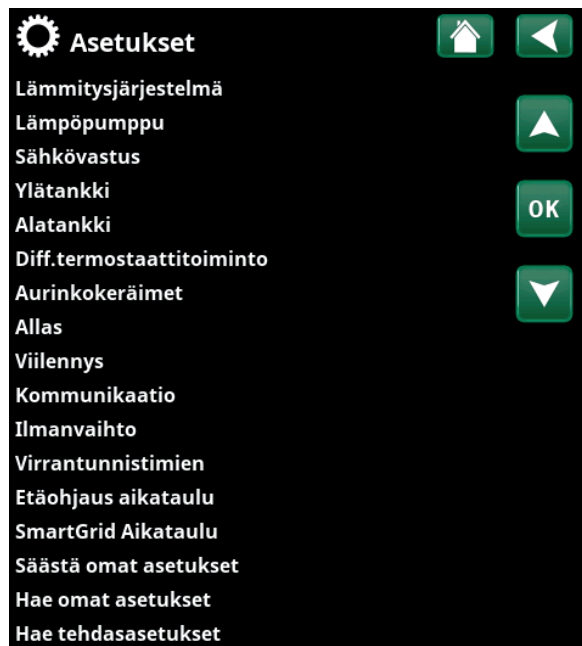 Asetukset
Lämmitysjärjestelmä
Lämpöpumppu
Sähkövastus
Ylätankki
OK
Alatankki
Diff.termostaattitoiminto
Aurinkokeräimet
Allas
Viilennys
Kommunikaatio
Ilmanvaihto
Virrantunnistimien
Etäohjaus aikataulu
SmartGrid Aikataulu
Säästä omat asetukset
Hae omat asetukset
Hae tehdasasetukset